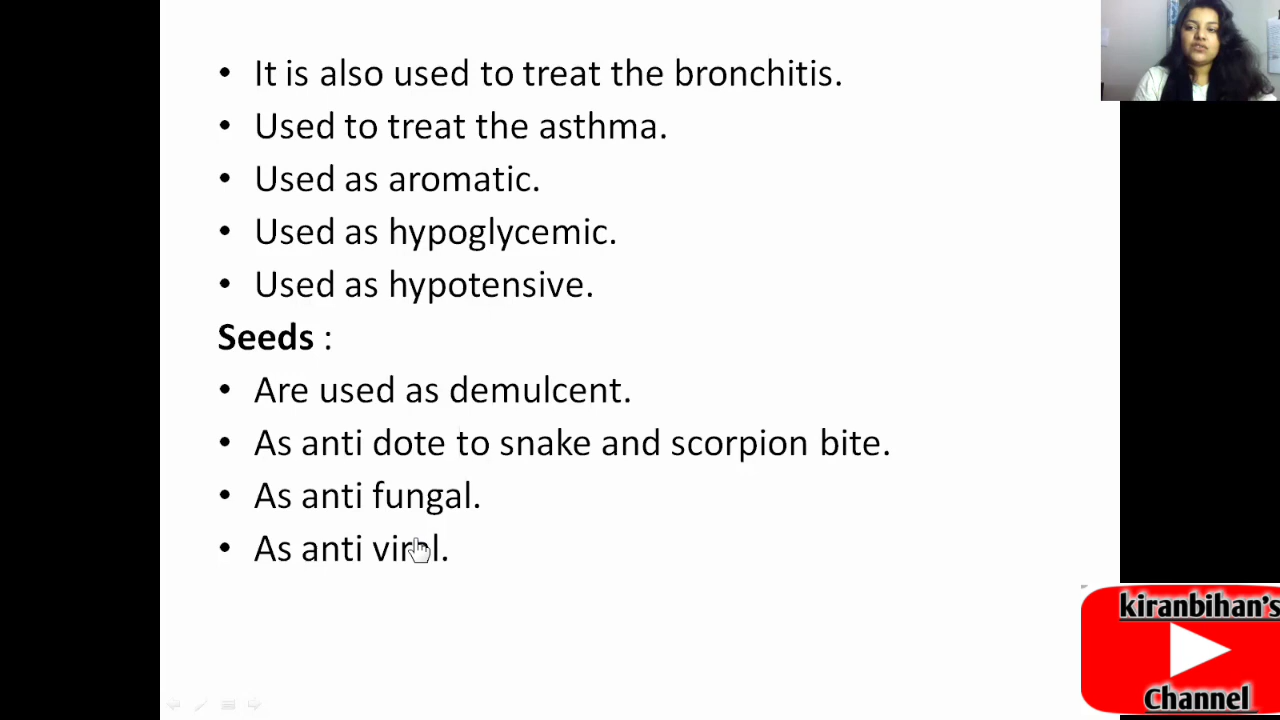 • It is also used to treat the bronchitis.
• Used to treat the asthma.
• Used as aromatic.
• Used as hypoglycemic.
• Used as hypotensive.
Seeds :
• Are used as demulcent.
• As anti dote to snake and scorpion bite.
• As anti fungal.
• As anti viral.
kiranbihan's
Channel